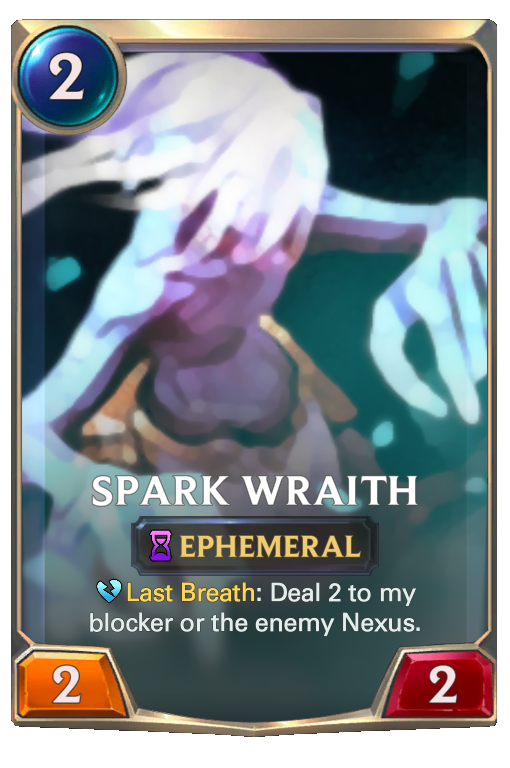 2
SPARK WRAITH
EPHEMERAL
Last Breath: Deal 2 to my
blocker or the enemy Nexus.
2 2